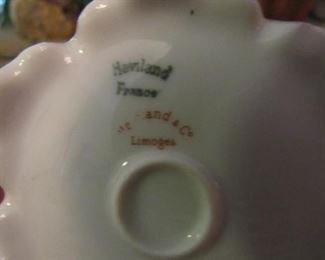 Haviland
France
& Co
Limoges